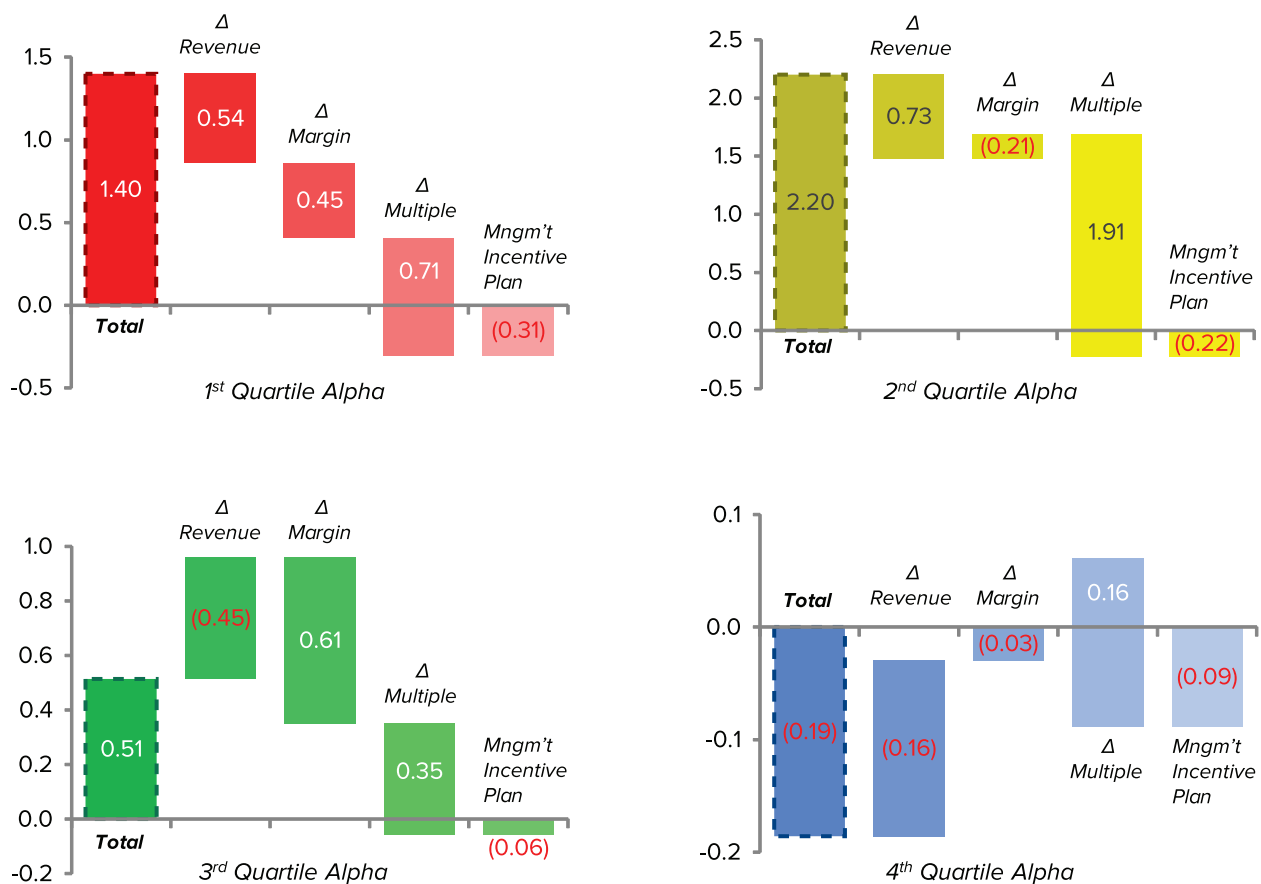 Δ
Revenue
1.5
0.54
Δ
Margin
1.0
1.40
0.45
Δ
Multiple
0.5
0.71
Mngm't
Incentive
Plan
0.0
Total
(0.31)
-0.5
1st Quartile Alpha
Δ
Revenue
2.5
Δ
Margin
Δ
Multiple
2.0
0.73
(0.21)
1.5
2.20
1.91
1.0
Mngm't
Incentive
Plan
0.5
0.0
Total
(0.22)
-0.5
2nd Quartile Alpha
Δ
Revenue
Δ
Margin
1.0
0.8
(0.45)
0.61
0.6
Δ
Multiple
0.4
0.51
0.35
Mngm't
Incentive
Plan
0.2
0.0
Total
(0.06)
-0.2
3rd Quartile Alpha
0.1
Δ
Revenue
Δ
Margin
Total
0.16
0.0
(0.03)
(0.09)
-0.1
(0.19)
(0.16)
Δ
Multiple
Mngm't
Incentive
Plan
-0.2
4th Quartile Alpha